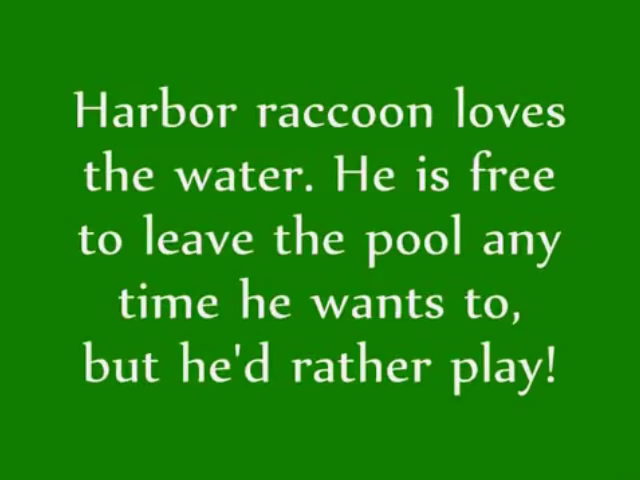 Harbor raccoon loves
the water. He is free
to leave the pool any
time he wants to,
but he'd rather play!